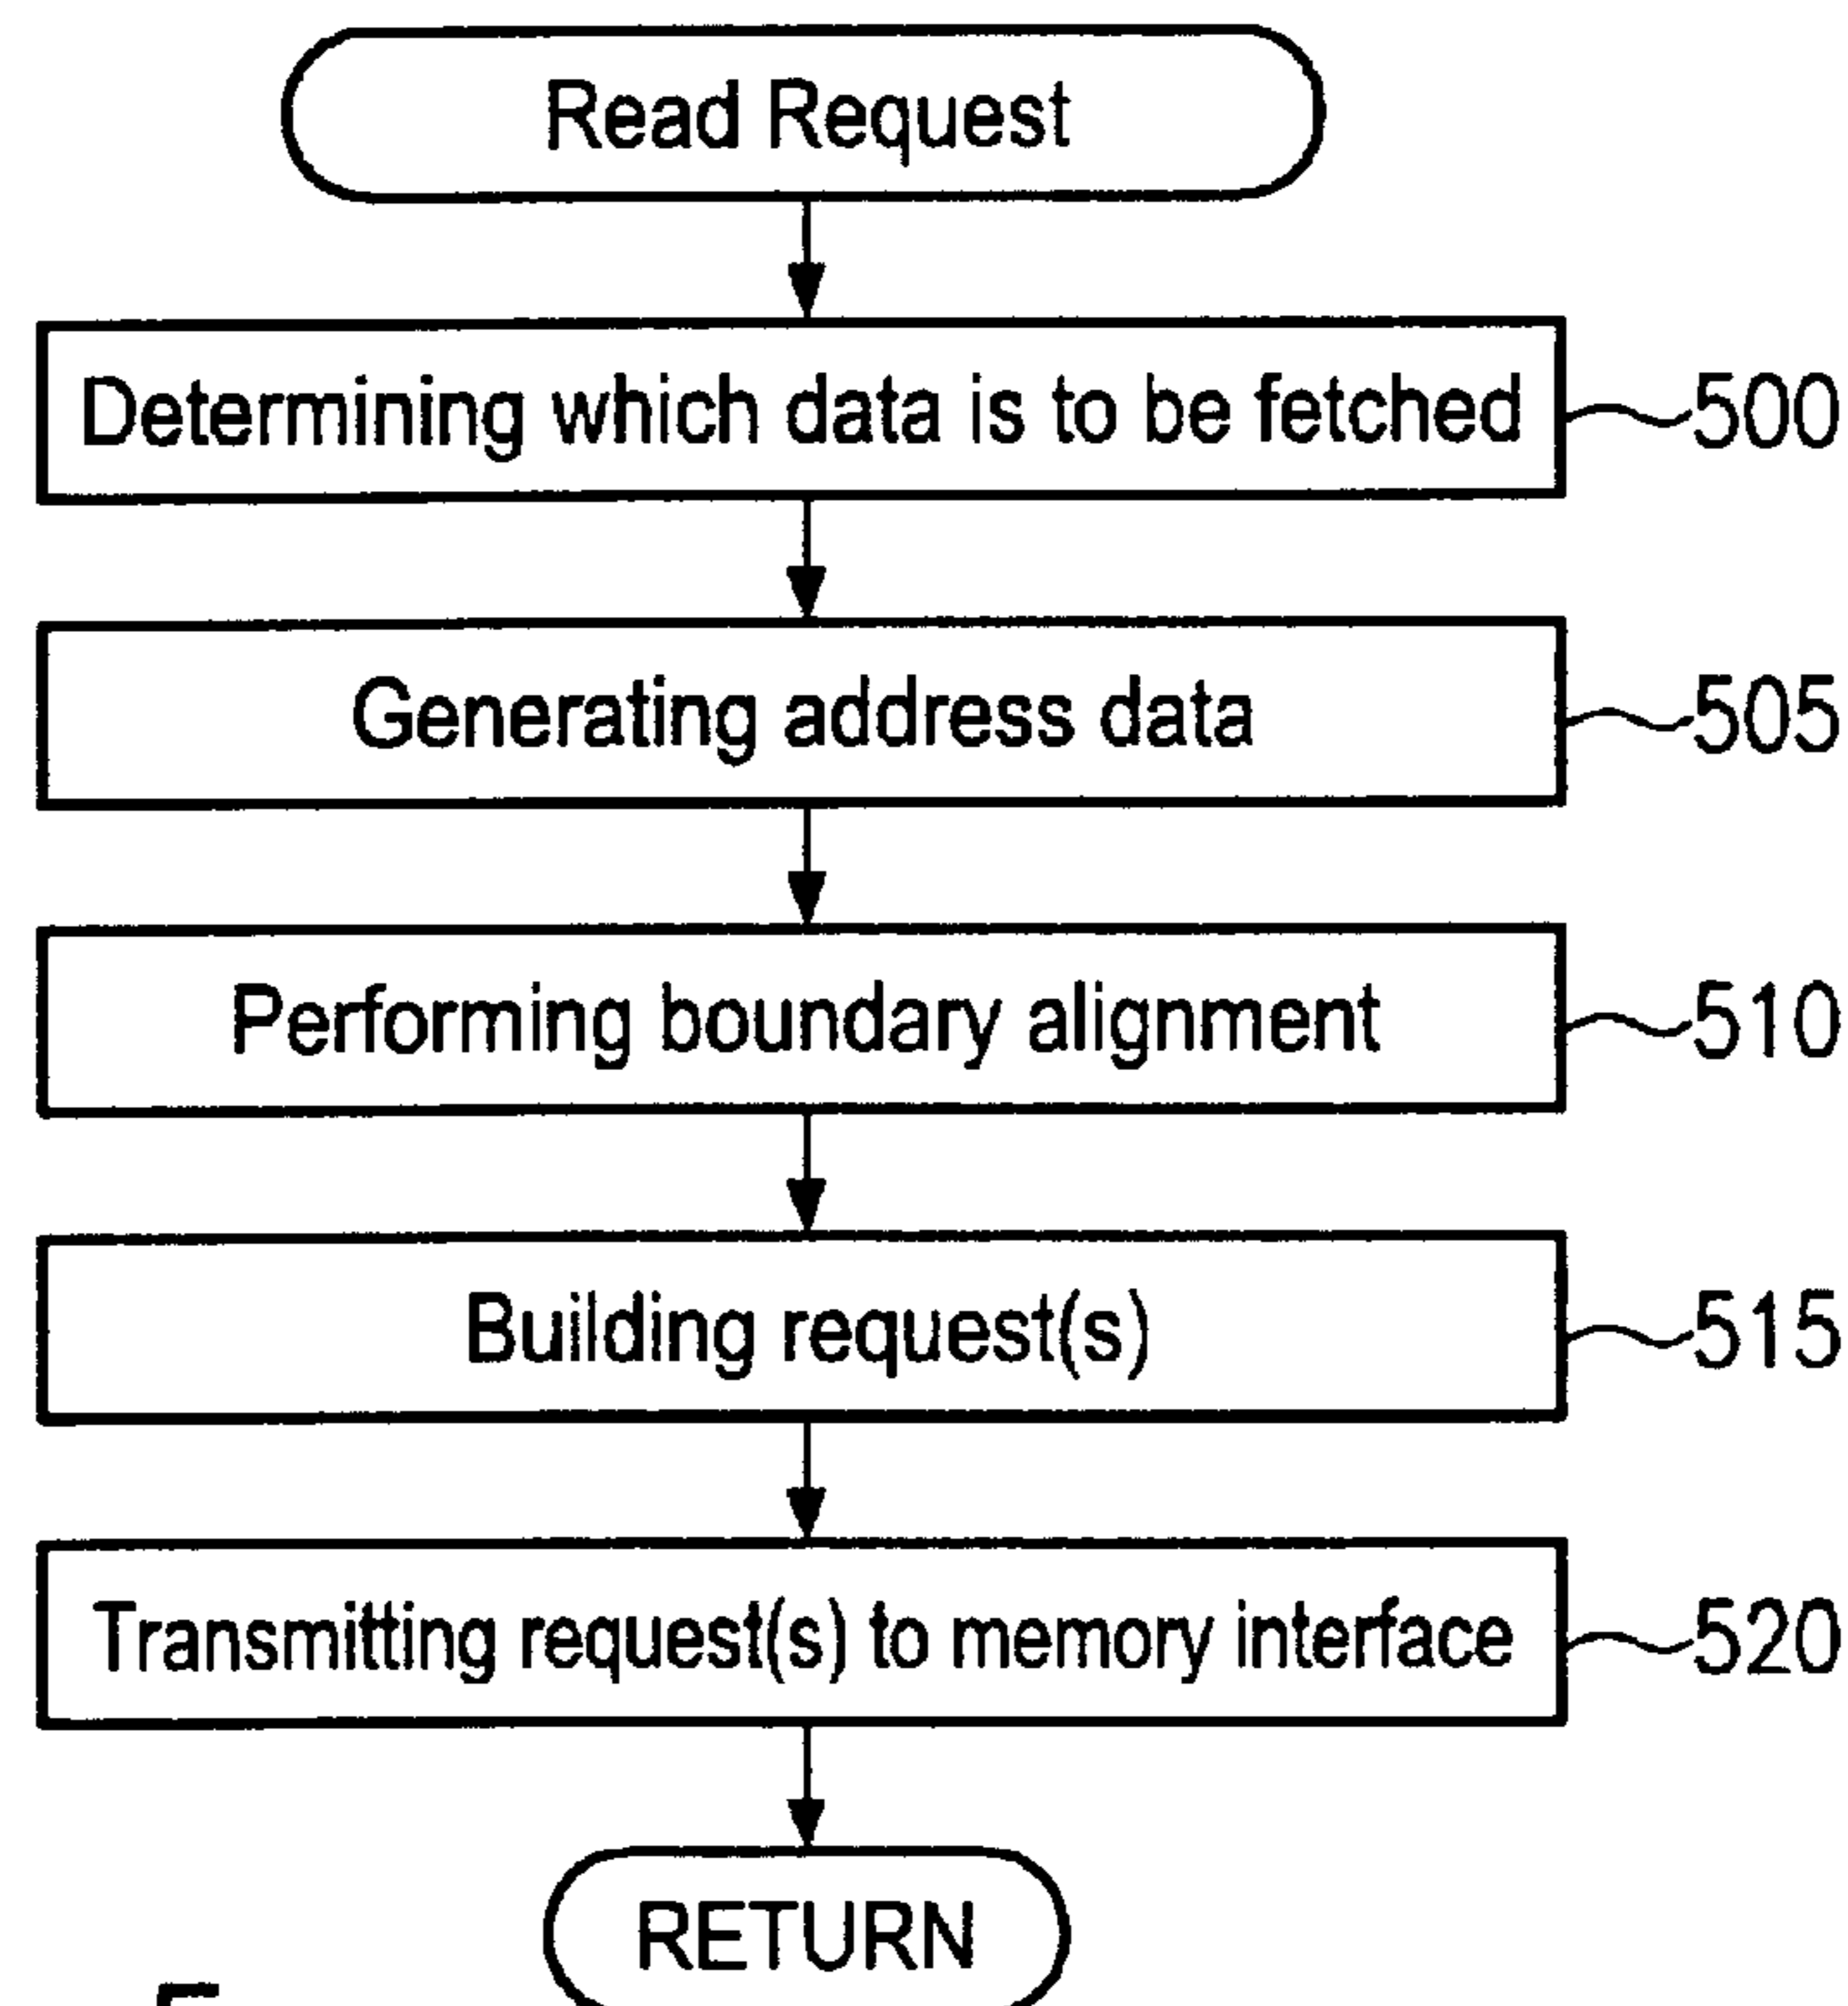 Read Request
Determining which data is to be fetched 500
Generating address data 505
Performing boundary alignment 510
Building request(s) 515
Transmitting request(s) to memory interface 520
RETURN